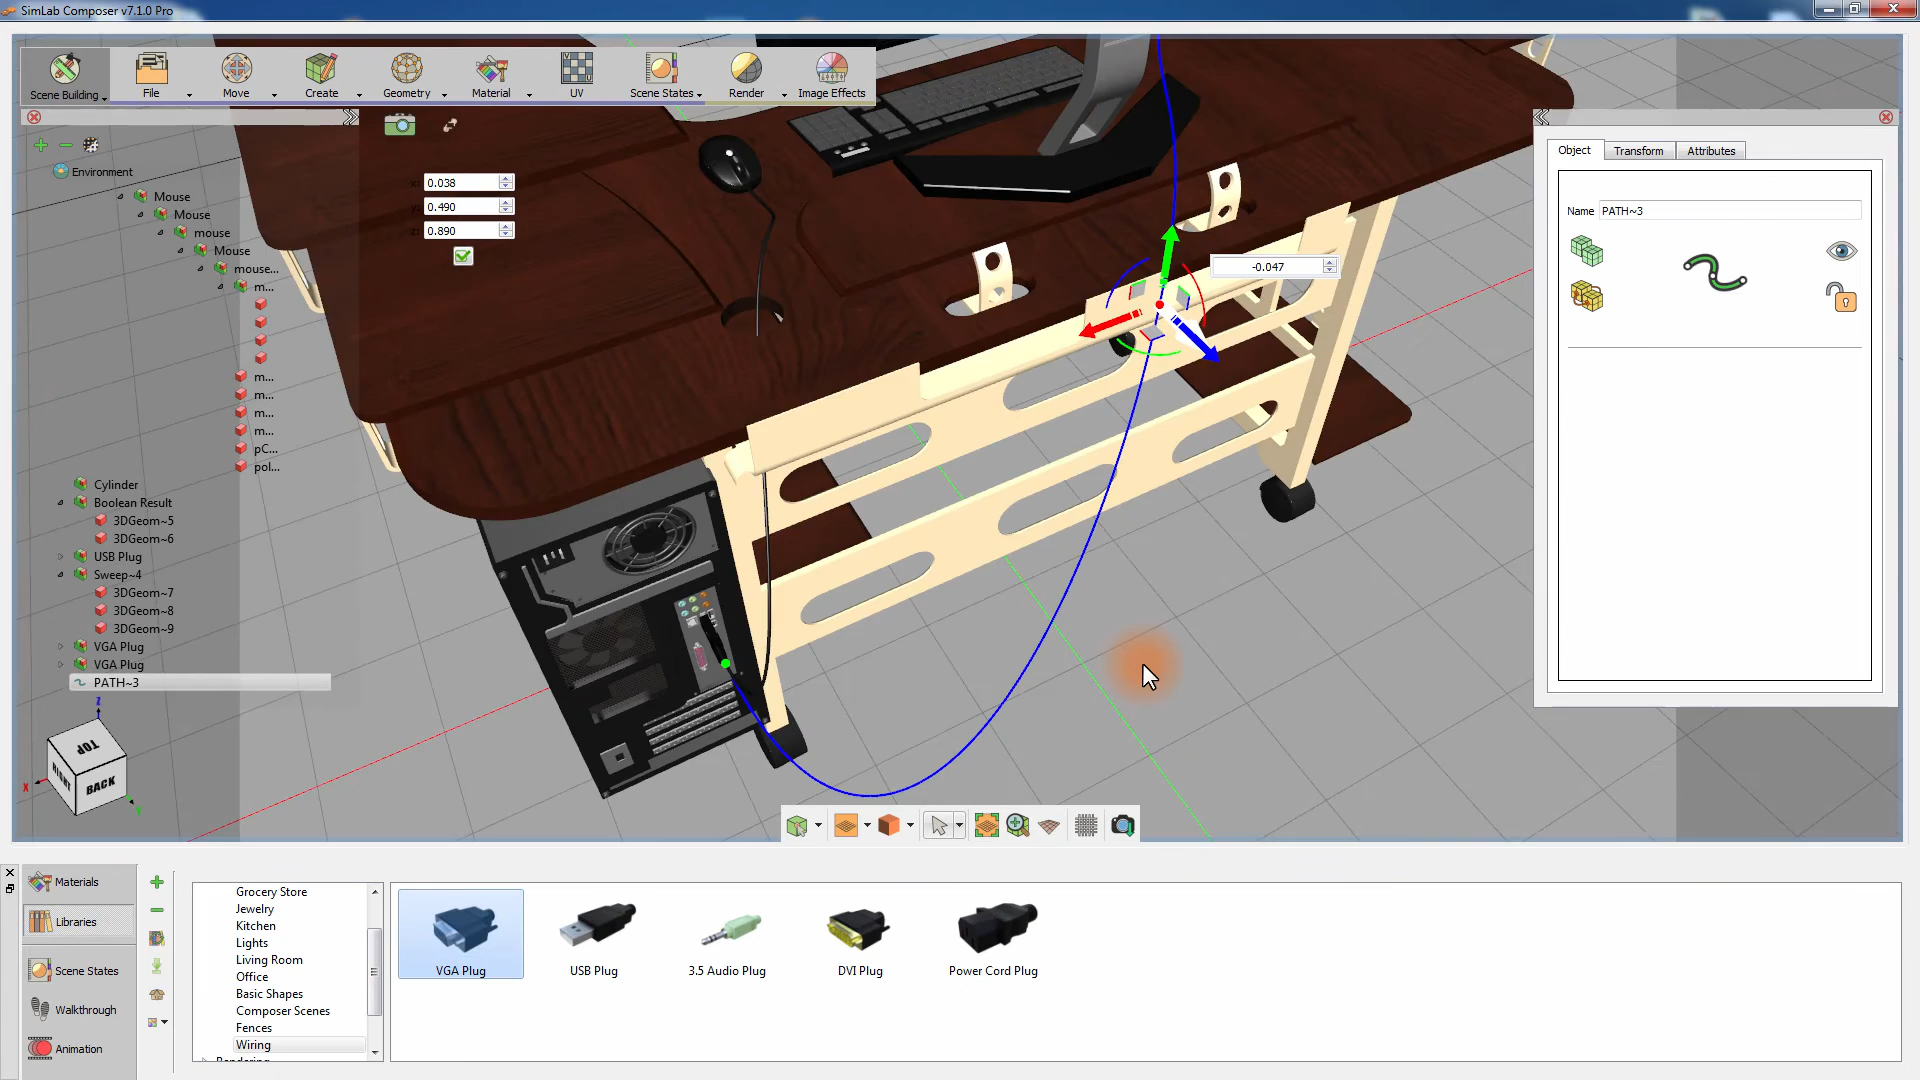 SimLab Composer v7.1.0 Pro
Scene Building
File
Move
Create
Geometry
Material
UV
Scene States
Render
Image Effects
Environment
Mouse
Mouse
mouse
Mouse
mouse...
m...
m...
m...
m...
m...
pC...
pol...
Cylinder
Boolean Result
3DGeom~5
3DGeom~6
USB Plug
Sweep~4
3DGeom~7
3DGeom~8
3DGeom~9
VGA Plug
VGA Plug
PATH~3
0.038
0.490
z: 0.890
-0.047
Object
Transform
Attributes
Name PATH~3
Z
TOP
RIGHT
BACK
X
Materials
Libraries
Scene States
Walkthrough
Animation
Grocery Store
Jewelry
Kitchen
Lights
Living Room
Office
Basic Shapes
Composer Scenes
Fences
Wiring
VGA Plug
USB Plug
3.5 Audio Plug
DVI Plug
Power Cord Plug